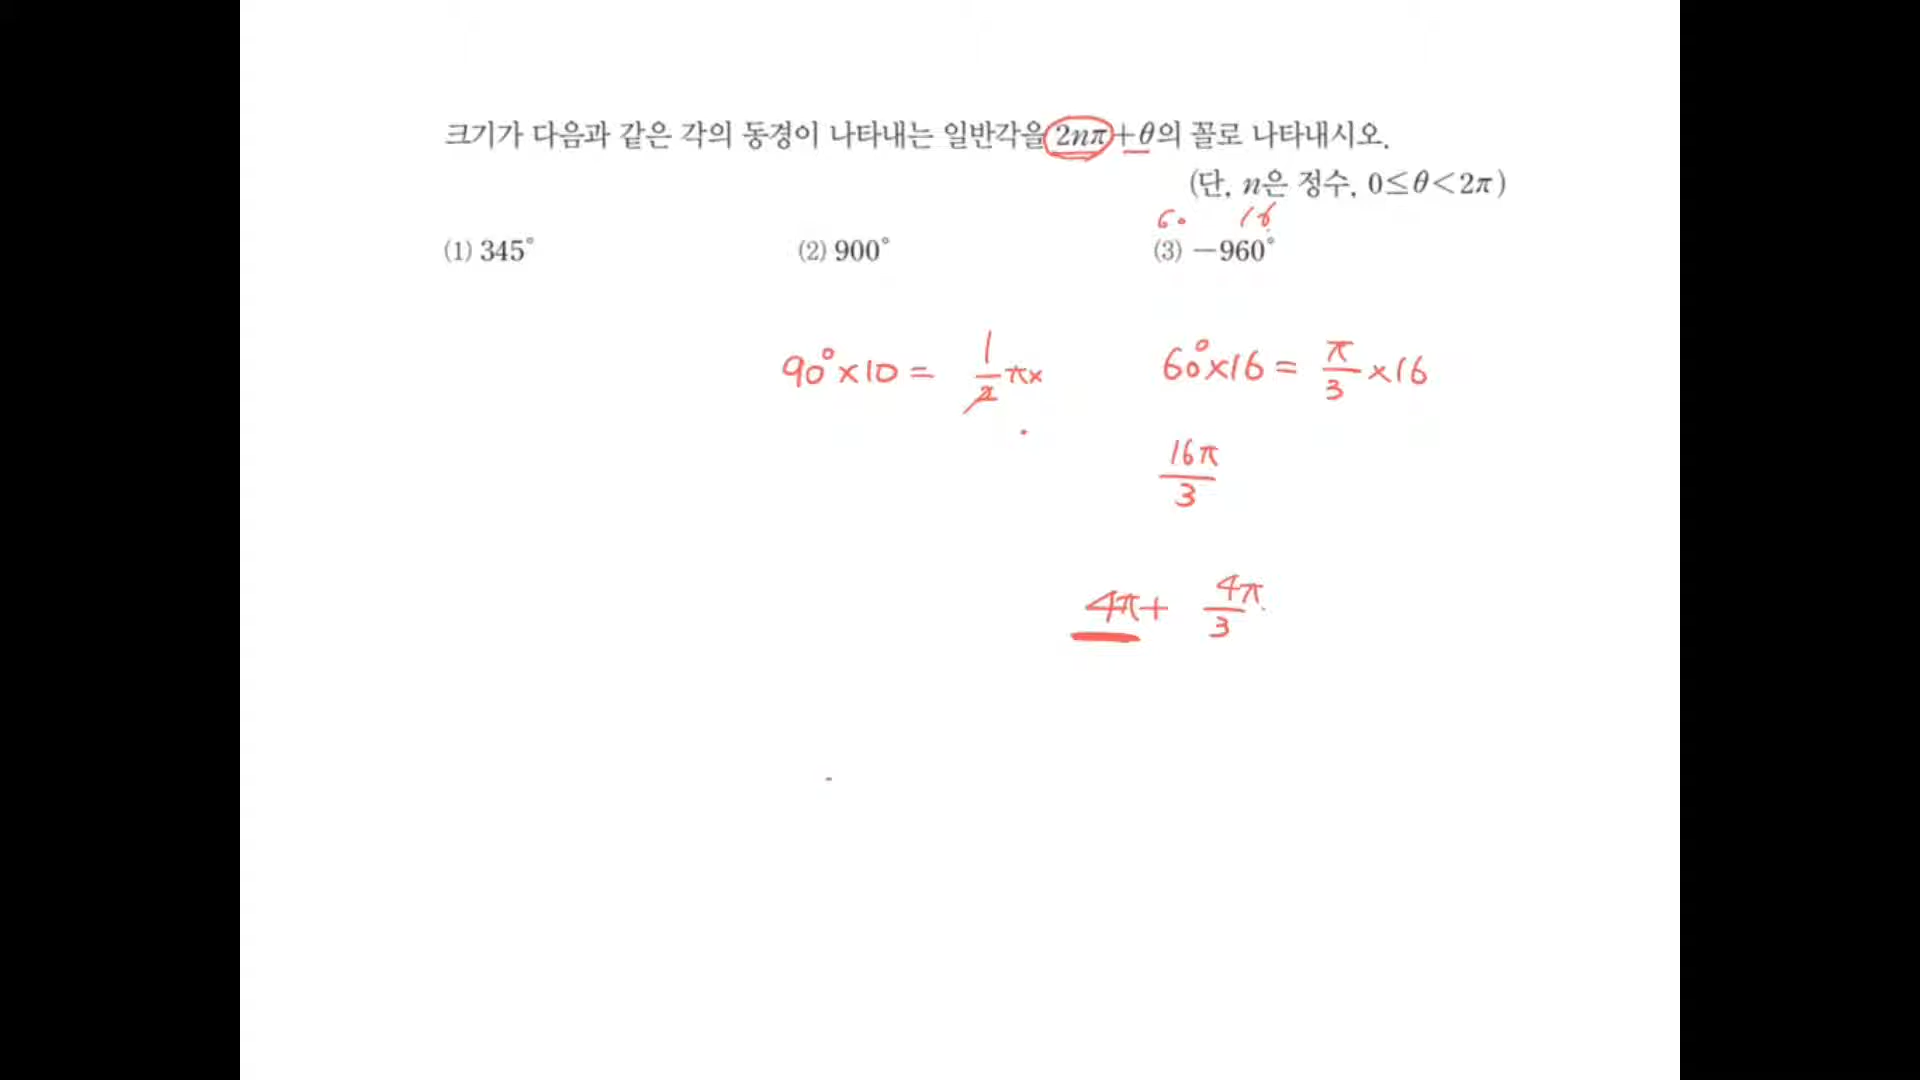 크기가 다음과 같은 각의 동경이 나타내는 일반각을 2nπ+θ의 꼴로 나타내시오.
(단, n은 정수, 0≤θ<2π)
60 16
(1) 345° (2) 900° (3) −960°
90°×10= 1/2 π× 60°×16= π/3 ×16
16π/3
4π+ 4π/3